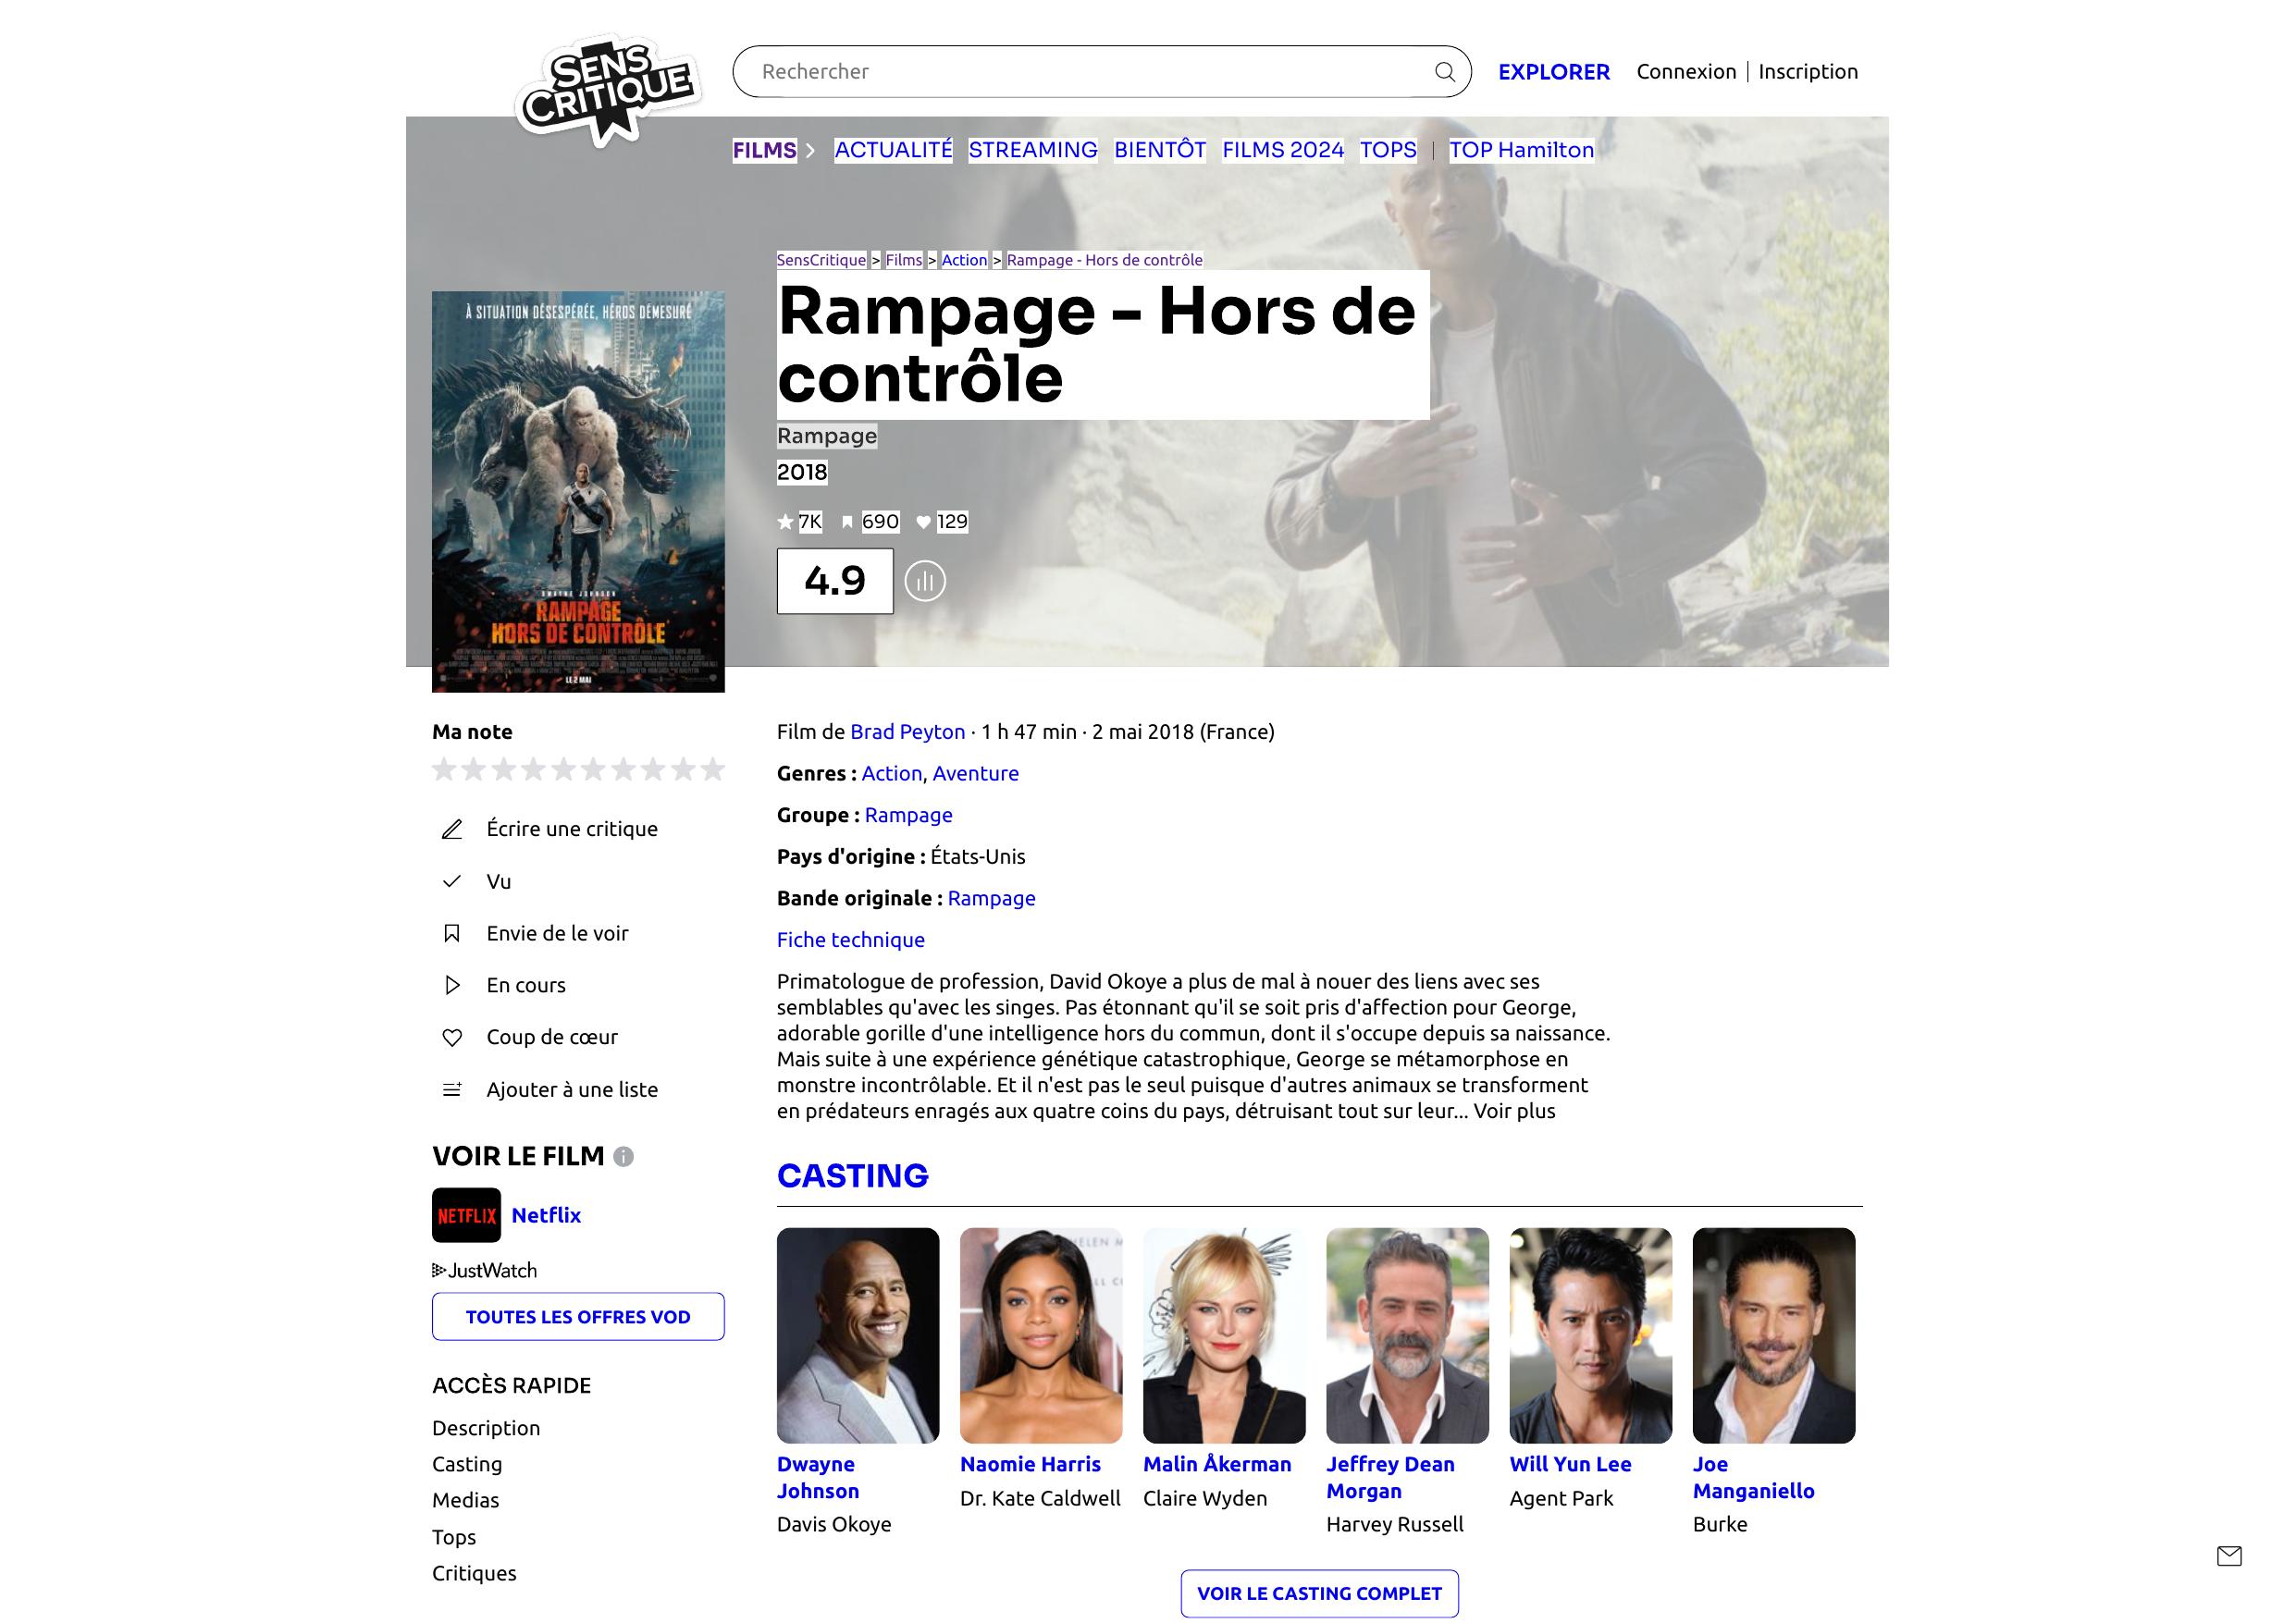 SENS CRITIQUE
Rechercher
EXPLORER
Connexion | Inscription
FILMS
ACTUALITÉ
STREAMING
BIENTÔT
FILMS 2024
TOPS
|
TOP Hamilton
SensCritique > Films > Action > Rampage - Hors de contrôle
Rampage - Hors de
contrôle
Rampage
2018
7K
690
129
4.9
À SITUATION DÉSESPÉRÉE, HÉROS DÉMESURÉ
DWAYNE JOHNSON
RAMPAGE
HORS DE CONTRÔLE
LE 2 MAI
Ma note
Écrire une critique
Vu
Envie de le voir
En cours
Coup de cœur
Ajouter à une liste
VOIR LE FILM
NETFLIX
Netflix
JustWatch
TOUTES LES OFFRES VOD
ACCÈS RAPIDE
Description
Casting
Medias
Tops
Critiques
Film de Brad Peyton · 1 h 47 min · 2 mai 2018 (France)
Genres : Action, Aventure
Groupe : Rampage
Pays d'origine : États-Unis
Bande originale : Rampage
Fiche technique
Primatologue de profession, David Okoye a plus de mal à nouer des liens avec ses
semblables qu'avec les singes. Pas étonnant qu'il se soit pris d'affection pour George,
adorable gorille d'une intelligence hors du commun, dont il s'occupe depuis sa naissance.
Mais suite à une expérience génétique catastrophique, George se métamorphose en
monstre incontrôlable. Et il n'est pas le seul puisque d'autres animaux se transforment
en prédateurs enragés aux quatre coins du pays, détruisant tout sur leur... Voir plus
CASTING
Dwayne
Johnson
Davis Okoye
Naomie Harris
Dr. Kate Caldwell
Malin Åkerman
Claire Wyden
Jeffrey Dean
Morgan
Harvey Russell
Will Yun Lee
Agent Park
Joe
Manganiello
Burke
VOIR LE CASTING COMPLET